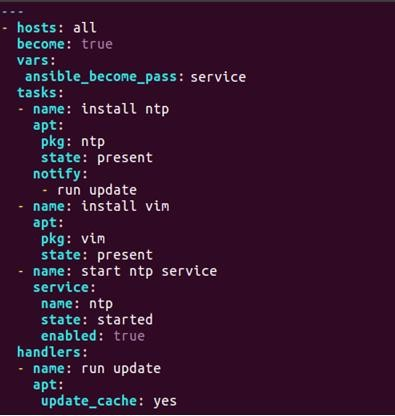 ---
- hosts: all
  become: true
  vars:
   ansible_become_pass: service
  tasks:
  - name: install ntp
    apt:
     pkg: ntp
     state: present
    notify:
     - run update
  - name: install vim
    apt:
     pkg: vim
     state: present
  - name: start ntp service
    service:
     name: ntp
     state: started
     enabled: true
  handlers:
  - name: run update
    apt:
     update_cache: yes